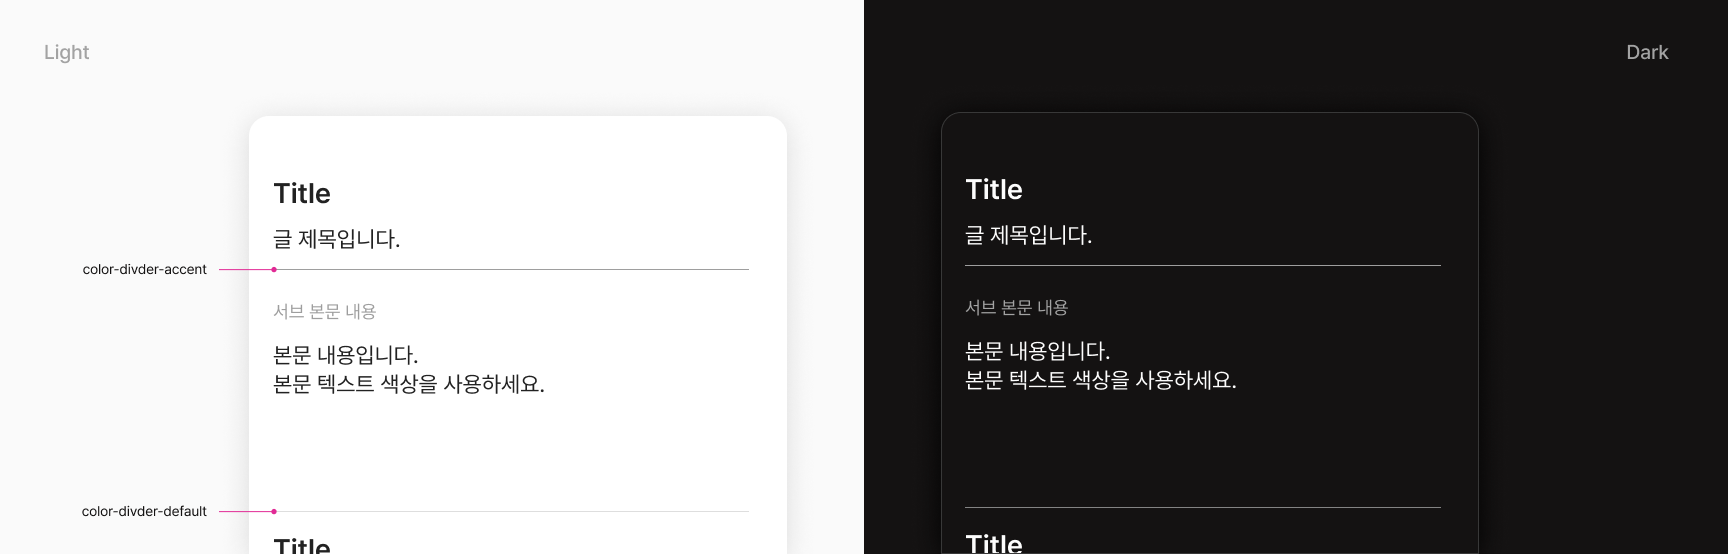 Light
Title
글 제목입니다.
color-divder-accent
서브 본문 내용
본문 내용입니다.
본문 텍스트 색상을 사용하세요.
color-divder-default
Title
Dark
Title
글 제목입니다.
서브 본문 내용
본문 내용입니다.
본문 텍스트 색상을 사용하세요.
Title